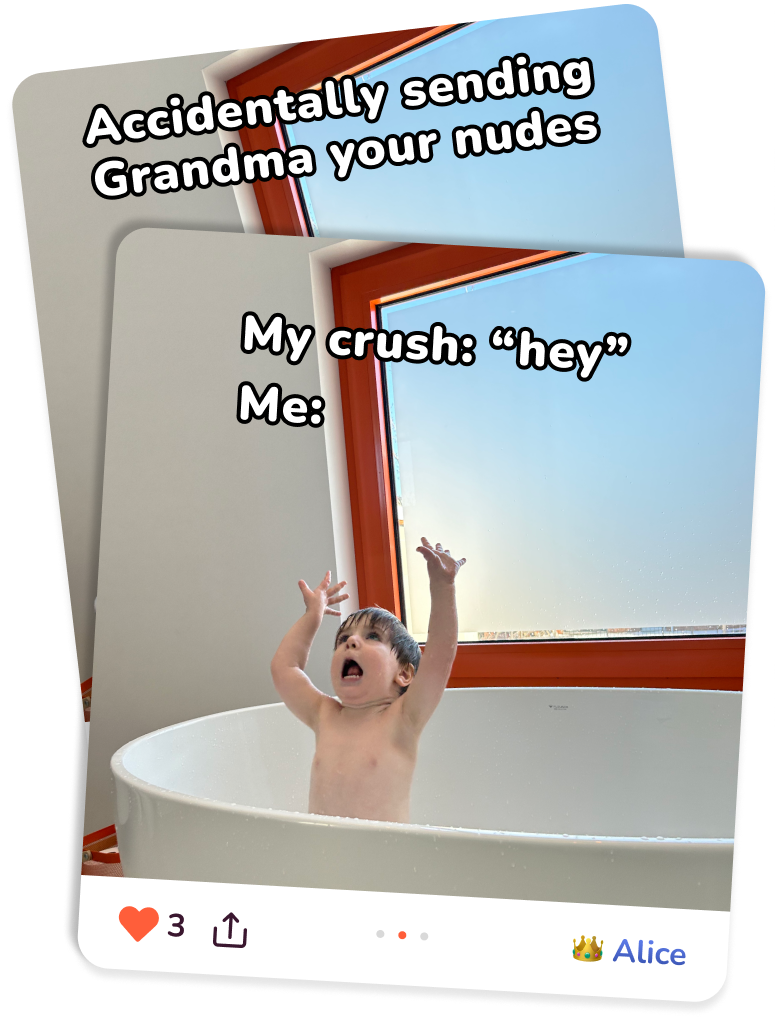 Accidentally sending
Grandma your nudes
My crush: “hey”
Me:
3
Alice